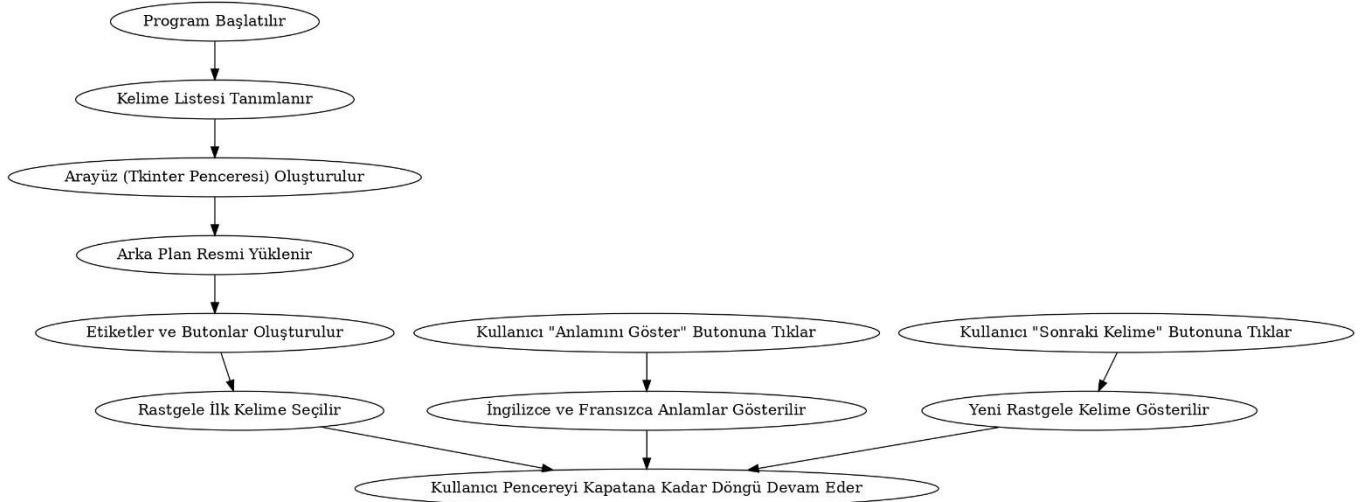 Program Başlatılır
Kelime Listesi Tanımlanır
Arayüz (Tkinter Penceresi) Oluşturulur
Arka Plan Resmi Yüklenir
Etiketler ve Butonlar Oluşturulur
Kullanıcı "Anlamını Göster" Butonuna Tıklar
Kullanıcı "Sonraki Kelime" Butonuna Tıklar
Rastgele İlk Kelime Seçilir
İngilizce ve Fransızca Anlamlar Gösterilir
Yeni Rastgele Kelime Gösterilir
Kullanıcı Pencereyi Kapatana Kadar Döngü Devam Eder